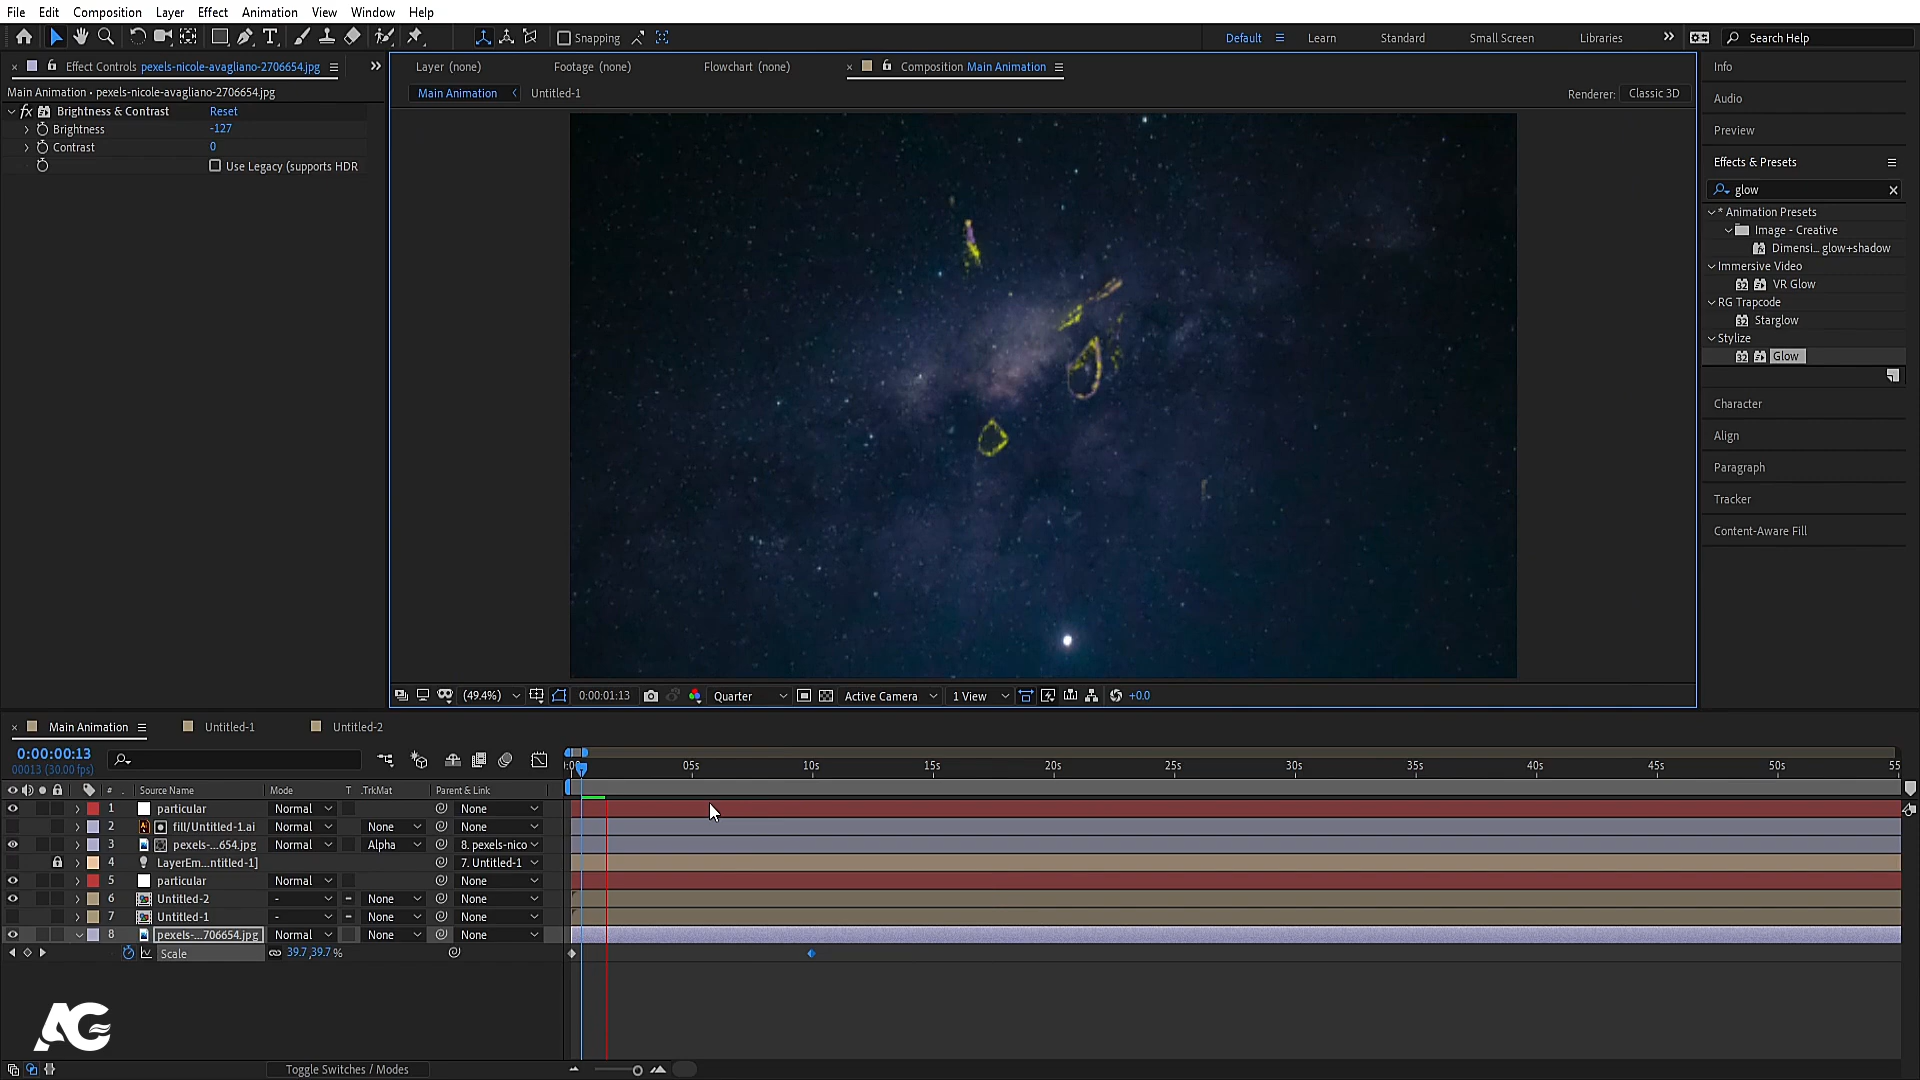 File Edit Composition Layer Effect Animation View Window Help
Snapping
Default Learn Standard Small Screen Libraries Search Help
Effect Controls pexels-nicole-avagliano-2706654.jpg
Main Animation • pexels-nicole-avagliano-2706654.jpg
fx Brightness & Contrast Reset
Brightness -127
Contrast 0
Use Legacy (supports HDR
Layer (none) Footage (none) Flowchart (none) Composition Main Animation
Main Animation Untitled-1 Renderer: Classic 3D
Info
Audio
Preview
Effects & Presets
glow
* Animation Presets
Image - Creative
Dimensi... glow+shadow
Immersive Video
32 VR Glow
RG Trapcode
32 Starglow
Stylize
32 Glow
Character
Align
Paragraph
Tracker
Content-Aware Fill
(49.4%) 0:00:01:13 Quarter Active Camera 1 View +0.0
Main Animation Untitled-1 Untitled-2
0:00:00:13
00013 (30.00 fps)
05s 10s 15s 20s 25s 30s 35s 40s 45s 50s 55
# Source Name Mode T .TrkMat Parent & Link
1 particular Normal None
2 fill/Untitled-1.ai Normal None None
3 pexels-...654.jpg Normal Alpha 8. pexels-nico
4 LayerEm...ntitled-1] 7. Untitled-1
5 particular Normal None
6 Untitled-2 - None None
7 Untitled-1 - None None
8 pexels-...706654.jpg Normal None None
Scale 39.7,39.7 %
AG
Toggle Switches / Modes